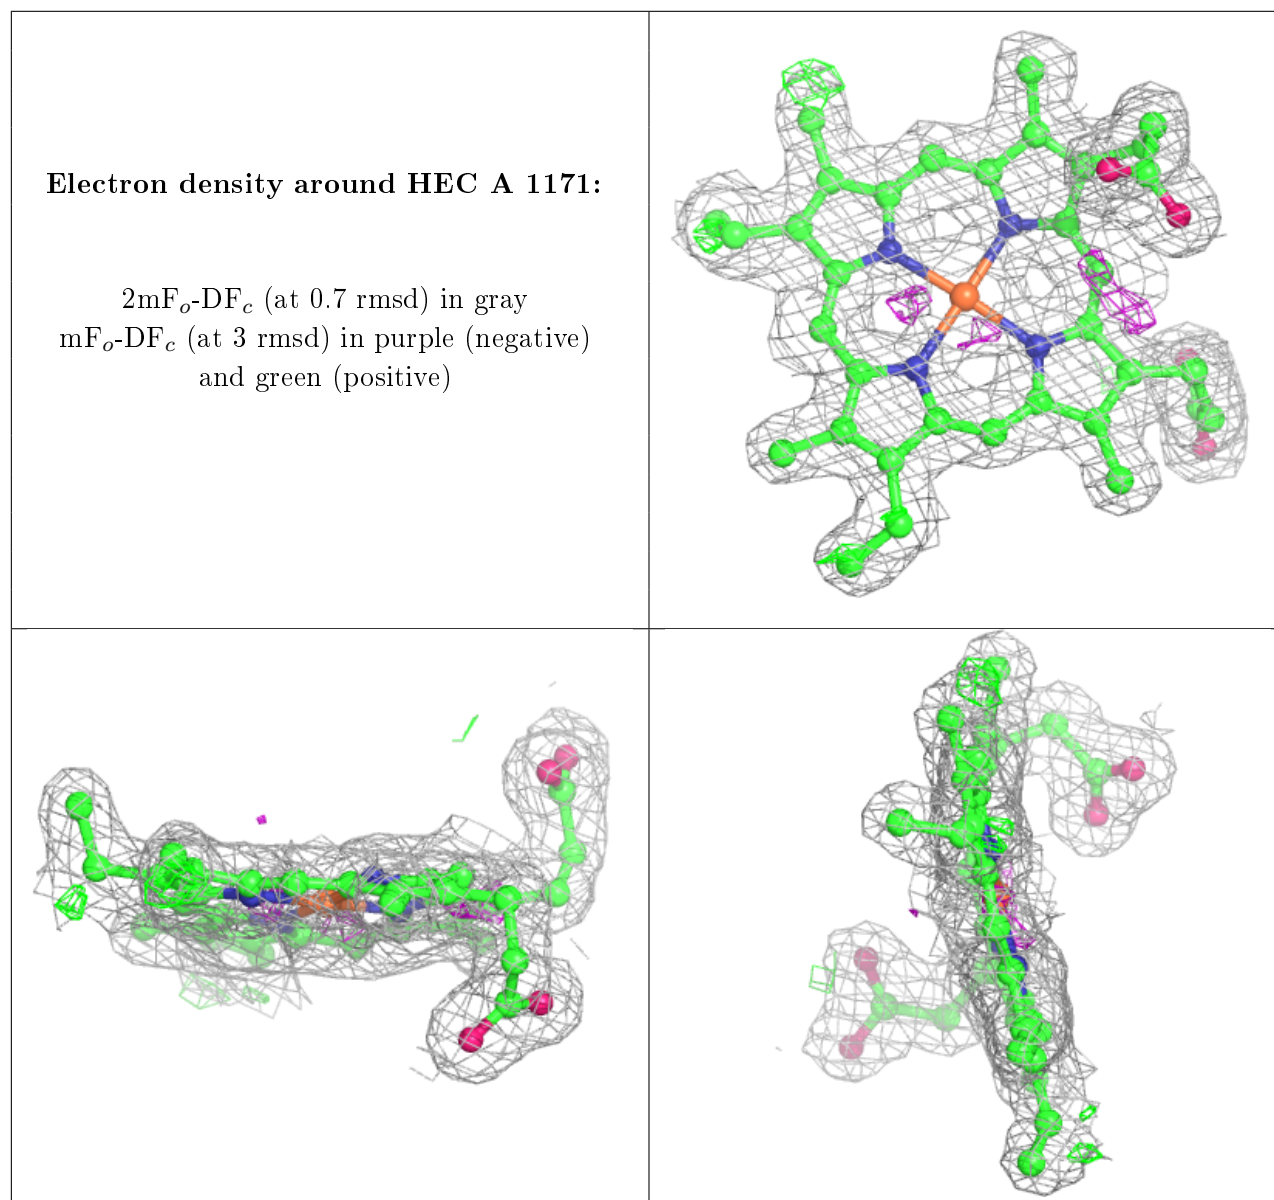 Electron density around HEC A 1171:
2mFo-DFc (at 0.7 rmsd) in gray
mFo-DFc (at 3 rmsd) in purple (negative)
and green (positive)